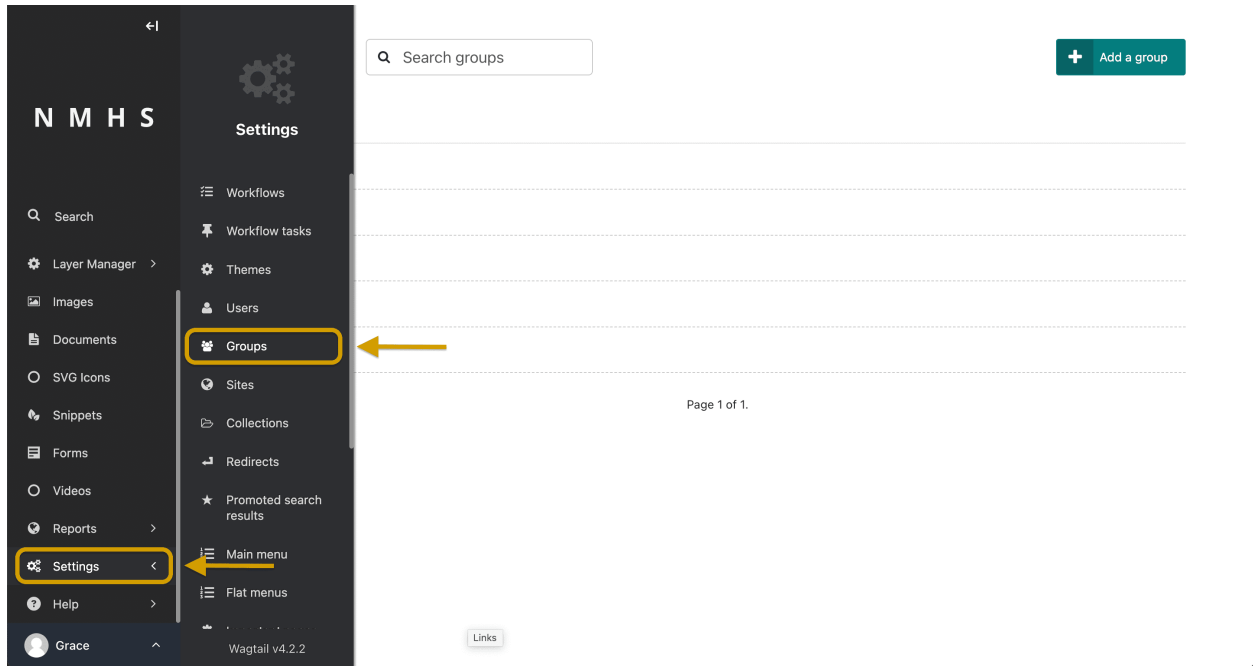 NMHS
Search
Layer Manager
Images
Documents
SVG Icons
Snippets
Forms
Videos
Reports
Settings
Help
Grace
Settings
Workflows
Workflow tasks
Themes
Users
Groups
Sites
Collections
Redirects
Promoted search
results
Main menu
Flat menus
Wagtail v4.2.2
Search groups
Add a group
Page 1 of 1.
Links